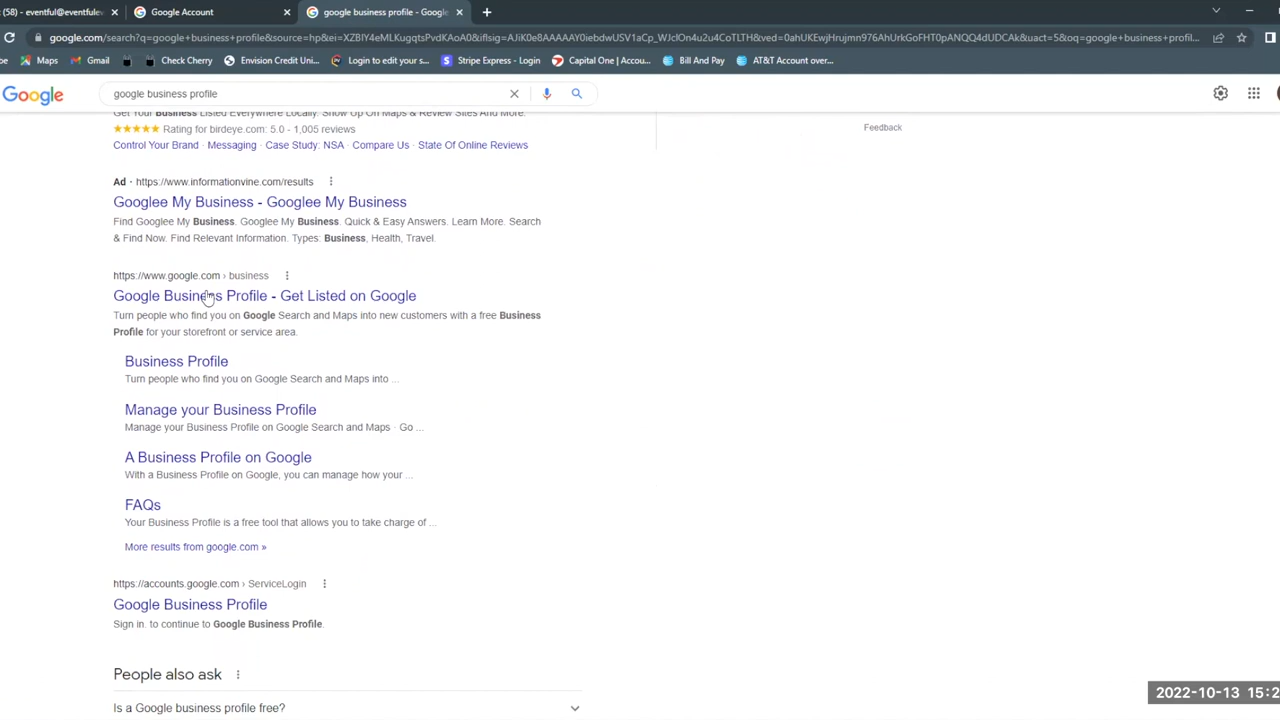 (58) - eventful@eventfulev
Google Account
google business profile - Google
google.com/search?q=google+business+profile&source=hp&ei=
Maps
Gmail
Check Cherry
Envision Credit Uni...
Login to edit your s...
Stripe Express - Login
Capital One | Accou...
Bill And Pay
AT&T Account over...
Google
google business profile
Get Your Business Listed Everywhere Locally. Show Up On Maps & Review Sites And More.
Rating for birdeye.com: 5.0 - 1,005 reviews
Control Your Brand · Messaging · Case Study: NSA · Compare Us · State Of Online Reviews
Feedback
Ad · https://www.informationvine.com/results
Googlee My Business - Googlee My Business
Find Googlee My Business. Googlee My Business. Quick & Easy Answers. Learn More. Search
& Find Now. Find Relevant Information. Types: Business, Health, Travel.
https://www.google.com › business
Google Business Profile - Get Listed on Google
Turn people who find you on Google Search and Maps into new customers with a free Business
Profile for your storefront or service area.
Business Profile
Turn people who find you on Google Search and Maps into ...
Manage your Business Profile
Manage your Business Profile on Google Search and Maps · Go ...
A Business Profile on Google
With a Business Profile on Google, you can manage how your ...
FAQs
Your Business Profile is a free tool that allows you to take charge of ...
More results from google.com »
https://accounts.google.com › ServiceLogin
Google Business Profile
Sign in. to continue to Google Business Profile.
People also ask
Is a Google business profile free?
2022-10-13 15:2